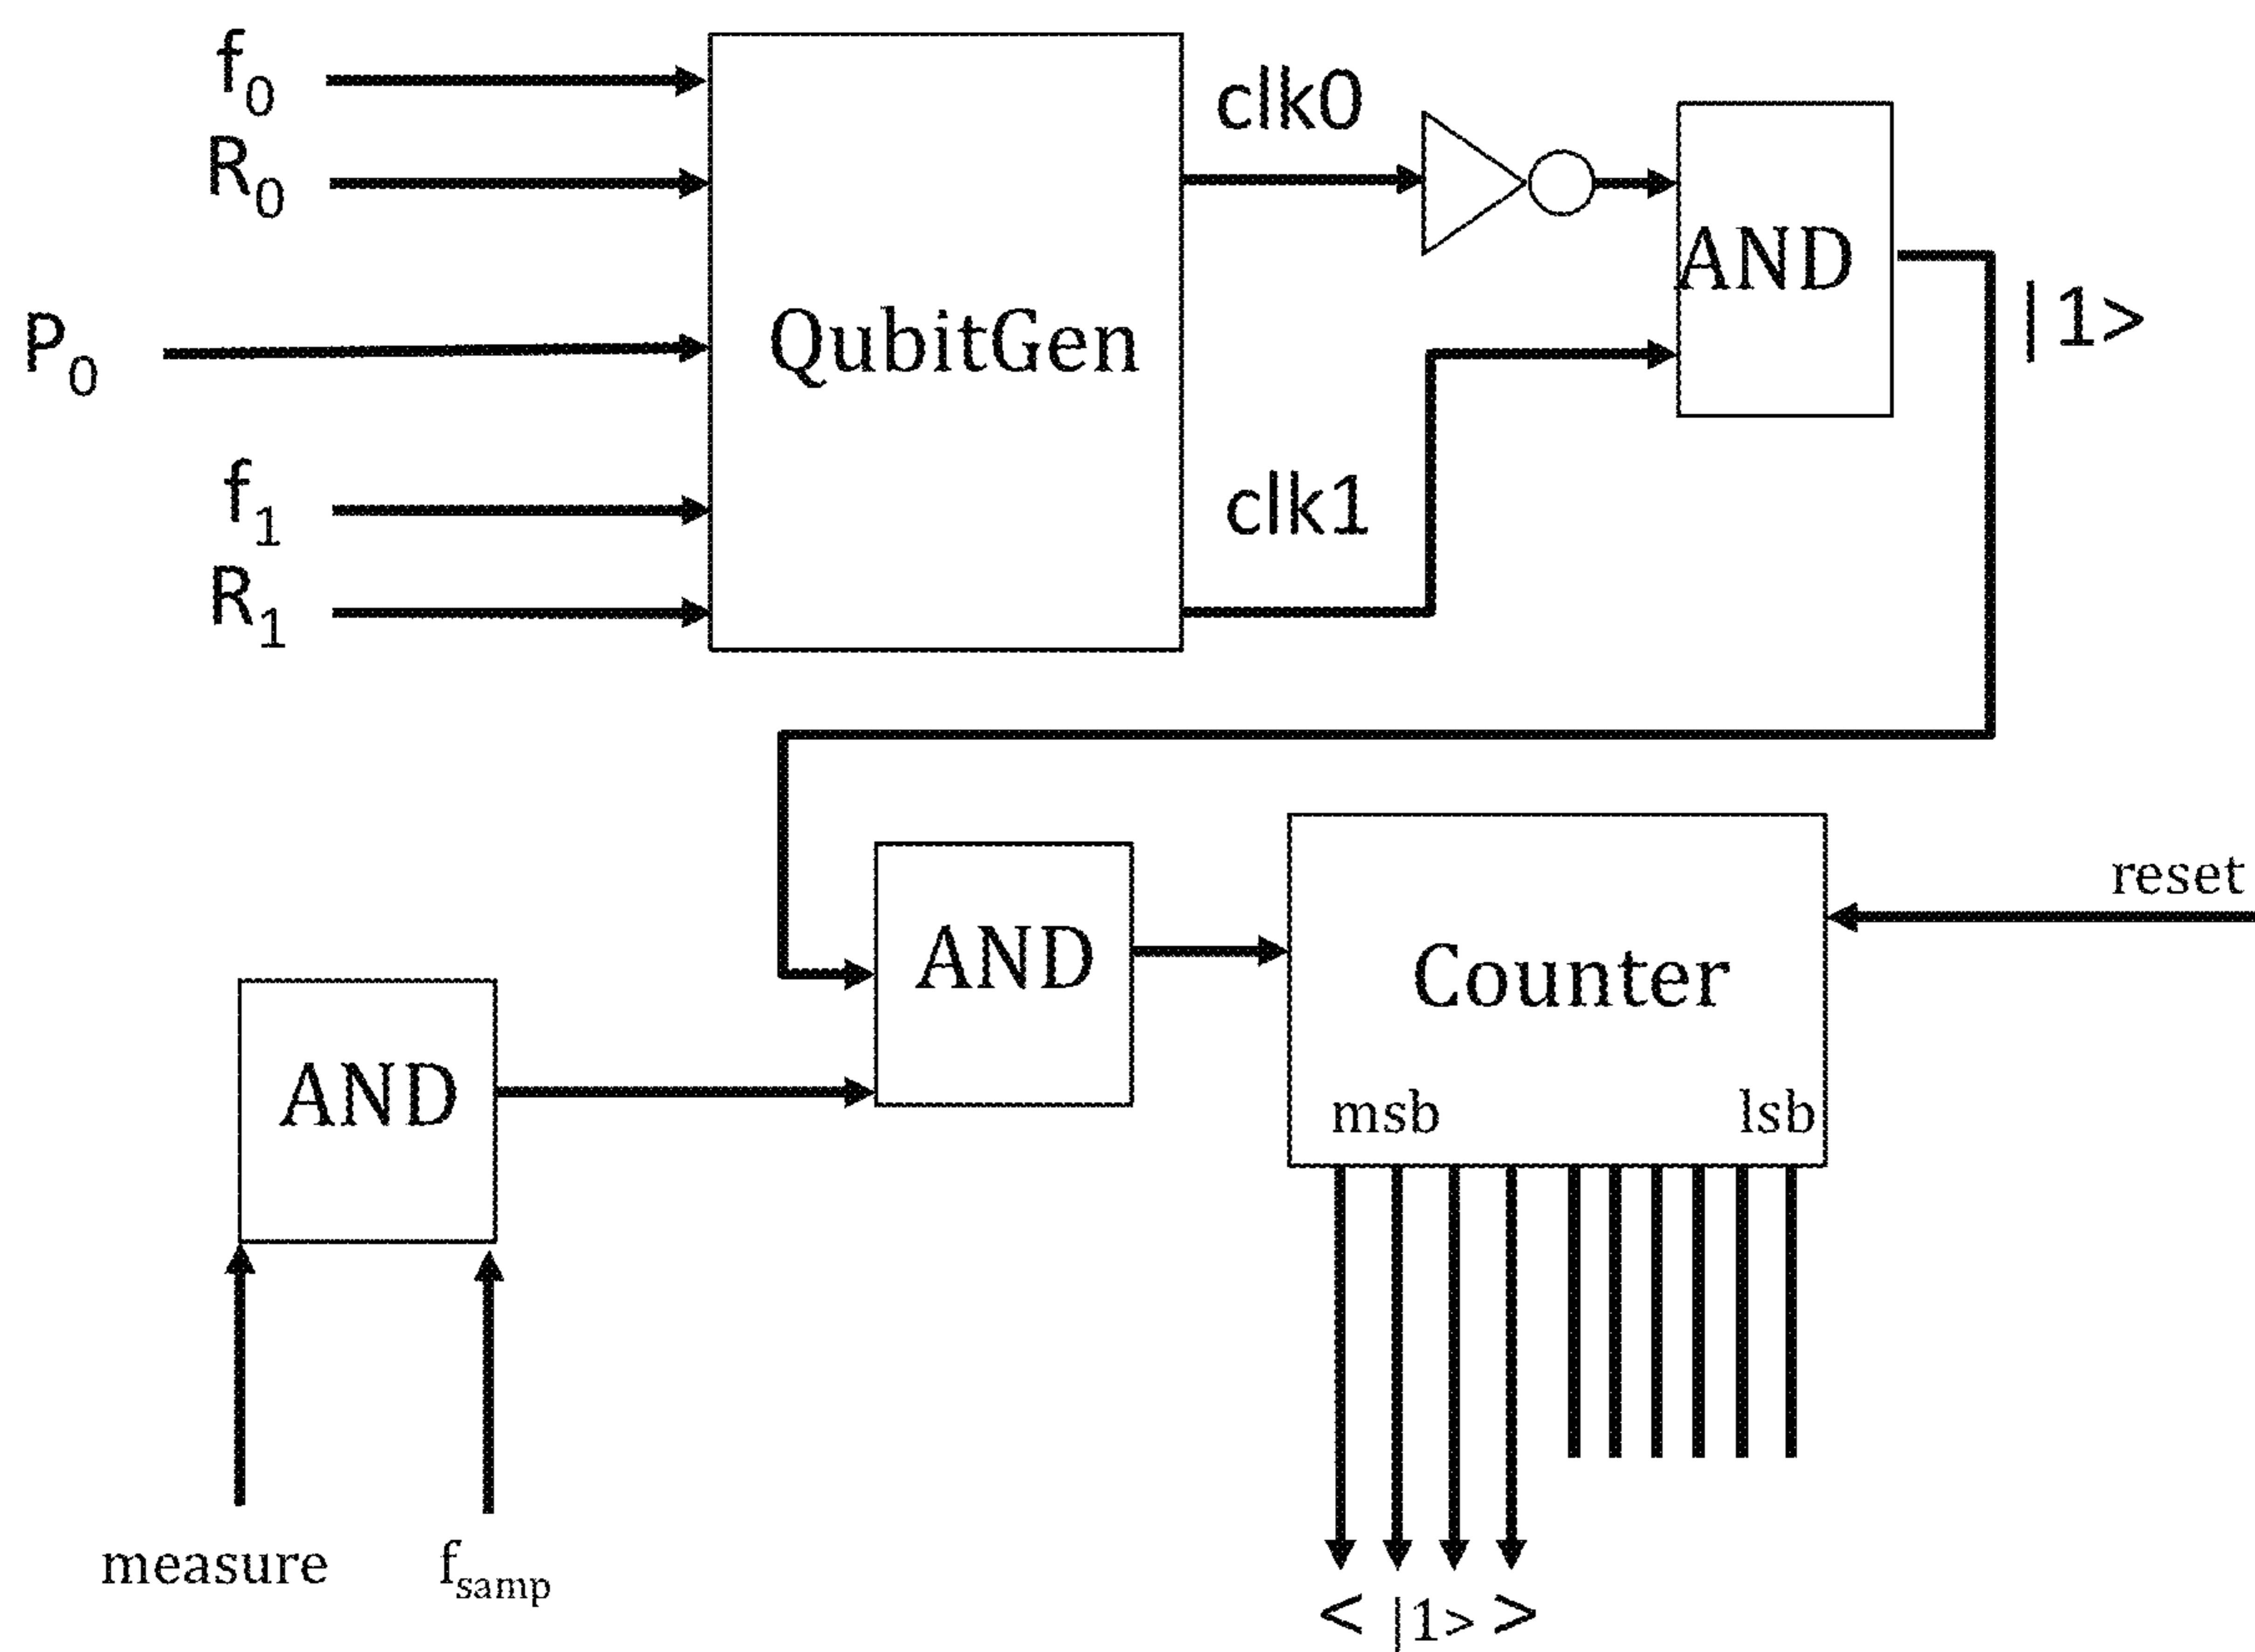 f₀
R₀
P₀
f₁
R₁
QubitGen
clk0
clk1
AND
|1>
AND
measure
fₛₐₘₚ
AND
Counter
msb
lsb
reset
< |1> >